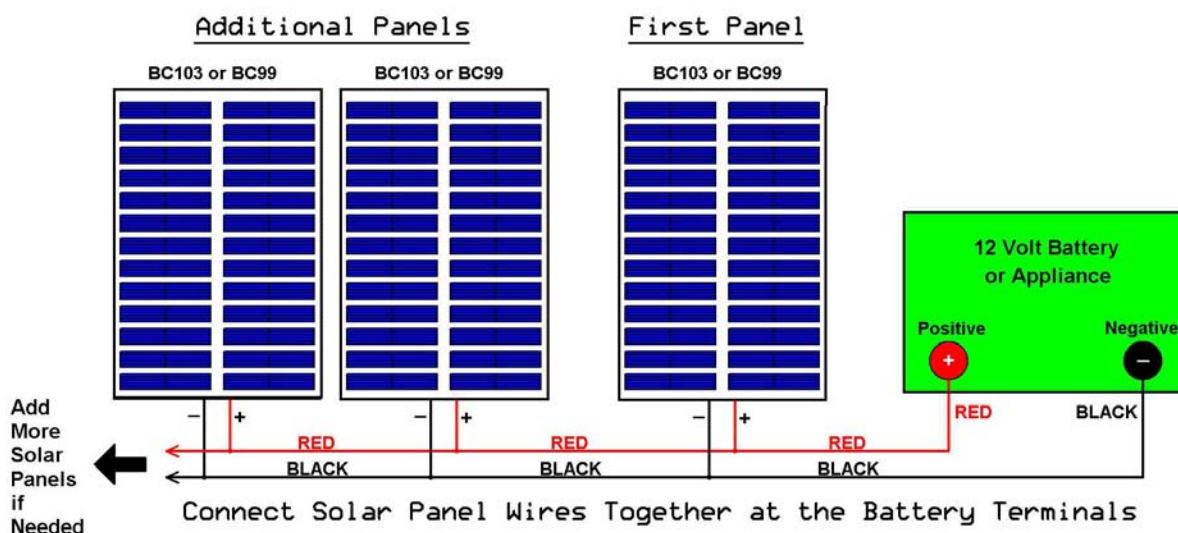 Additional Panels
First Panel
BC103 or BC99
BC103 or BC99
BC103 or BC99
12 Volt Battery
or Appliance
Positive
Negative
+
–
– +
– +
– +
RED
BLACK
RED
RED
RED
BLACK
BLACK
BLACK
Add
More
Solar
Panels
if
Needed
Connect Solar Panel Wires Together at the Battery Terminals